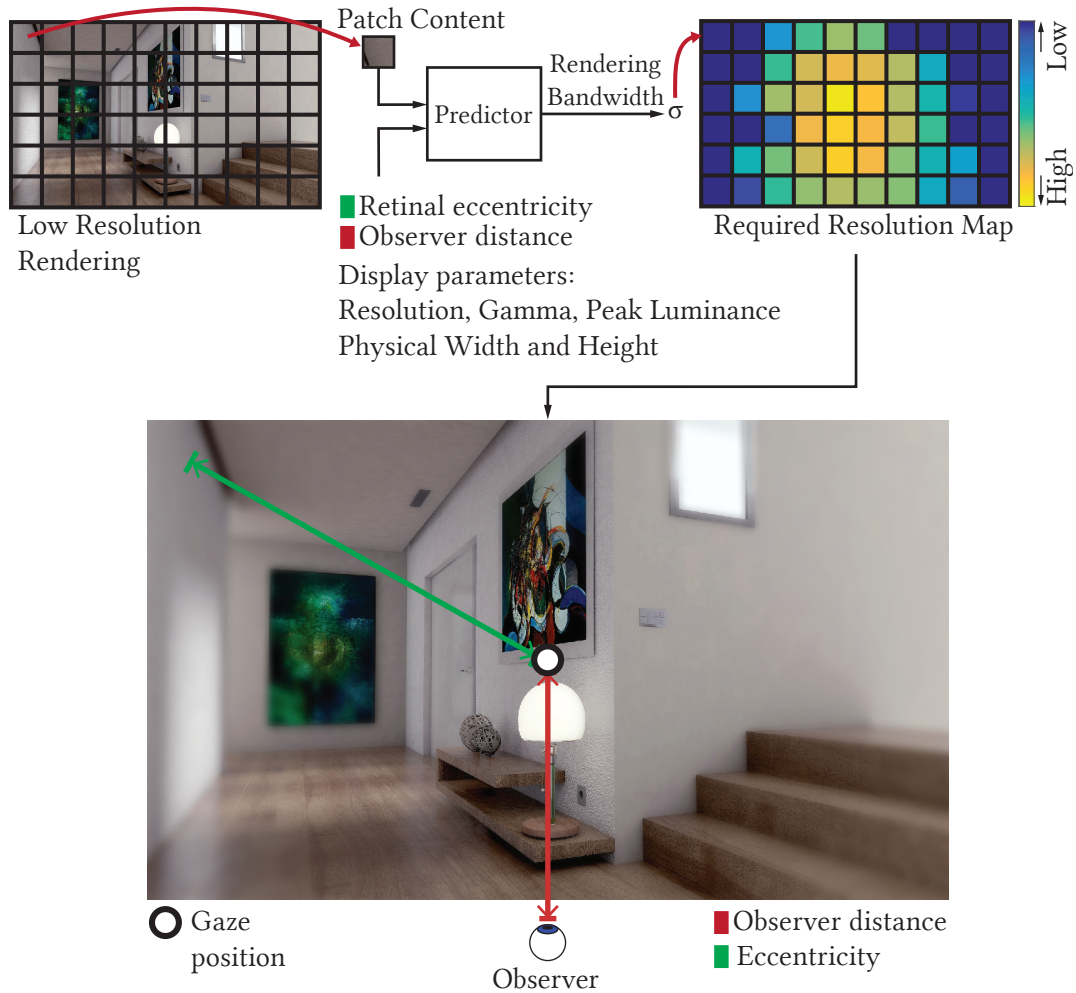 Patch Content
Low Resolution
Rendering
Predictor
Rendering
Bandwidth
σ
Low
High
Required Resolution Map
Retinal eccentricity
Observer distance
Display parameters:
Resolution, Gamma, Peak Luminance
Physical Width and Height
Gaze
position
Observer
Observer distance
Eccentricity